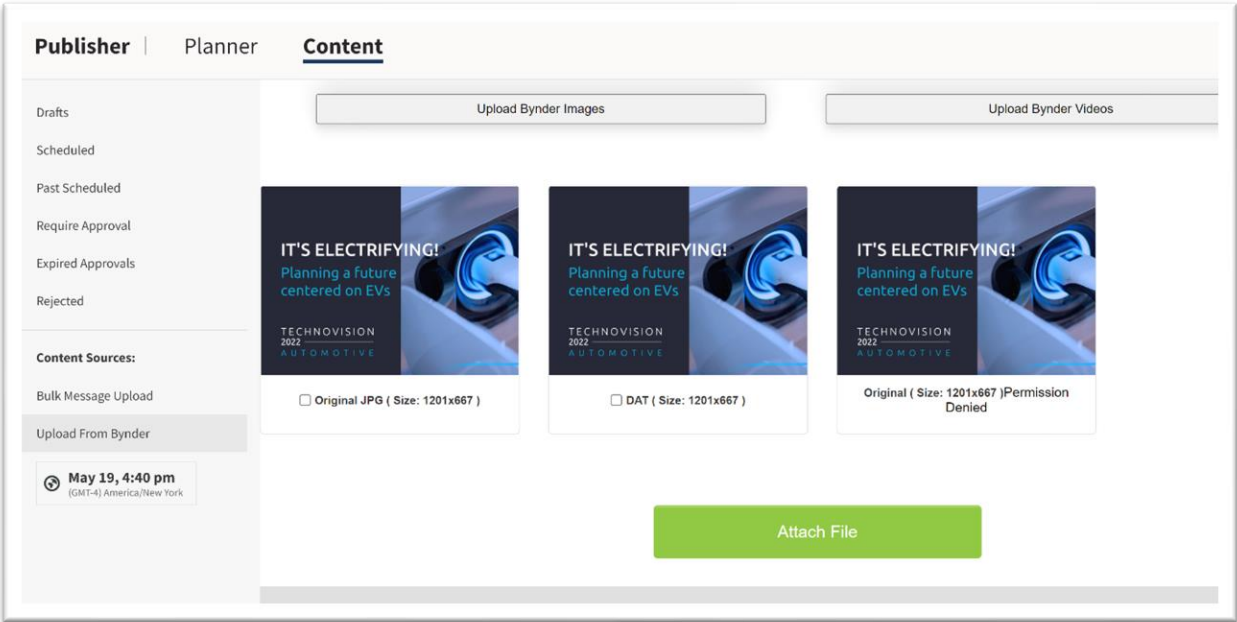 Publisher | Planner Content
Drafts
Scheduled
Past Scheduled
Require Approval
Expired Approvals
Rejected
Content Sources:
Bulk Message Upload
Upload From Bynder
May 19, 4:40 pm
(GMT-4) America/New York
Upload Bynder Images
Upload Bynder Videos
IT'S ELECTRIFYING!
Planning a future
centered on EVs
TECHNOVISION
2022
AUTOMOTIVE
Original JPG ( Size: 1201x667 )
IT'S ELECTRIFYING!
Planning a future
centered on EVs
TECHNOVISION
2022
AUTOMOTIVE
DAT ( Size: 1201x667 )
IT'S ELECTRIFYING!
Planning a future
centered on EVs
TECHNOVISION
2022
AUTOMOTIVE
Original ( Size: 1201x667 )Permission
Denied
Attach File